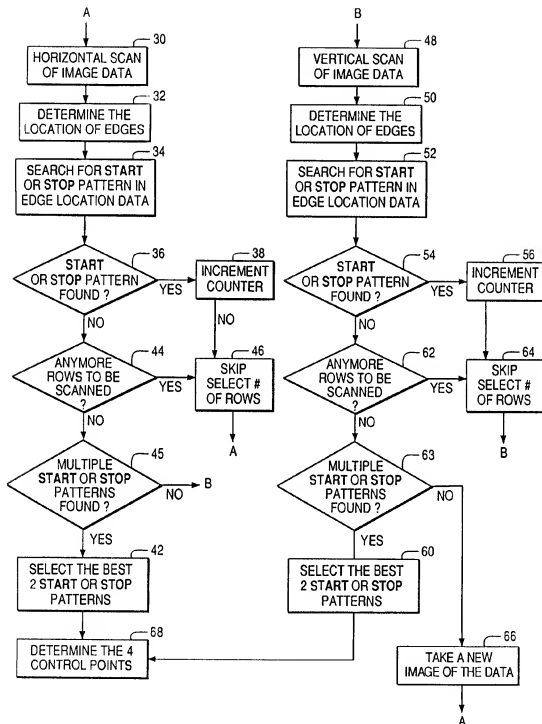 A
30
HORIZONTAL SCAN
OF IMAGE DATA
32
DETERMINE THE
LOCATION OF EDGES
34
SEARCH FOR START
OR STOP PATTERN IN
EDGE LOCATION DATA
36
START
OR STOP PATTERN
FOUND ?
YES
38
INCREMENT
COUNTER
NO
NO
44
ANYMORE
ROWS TO BE
SCANNED
?
YES
46
SKIP
SELECT #
OF ROWS
A
NO
45
MULTIPLE
START OR STOP
PATTERNS
FOUND ?
NO
B
YES
42
SELECT THE BEST
2 START OR STOP
PATTERNS
68
DETERMINE THE 4
CONTROL POINTS
B
48
VERTICAL SCAN
OF IMAGE DATA
50
DETERMINE THE
LOCATION OF EDGES
52
SEARCH FOR START
OR STOP PATTERN IN
EDGE LOCATION DATA
54
START
OR STOP PATTERN
FOUND ?
YES
56
INCREMENT
COUNTER
NO
62
ANYMORE
ROWS TO BE
SCANNED
?
YES
64
SKIP
SELECT #
OF ROWS
B
NO
63
MULTIPLE
START OR STOP
PATTERNS
FOUND ?
NO
YES
60
SELECT THE BEST
2 START OR STOP
PATTERNS
66
TAKE A NEW
IMAGE OF THE DATA
A